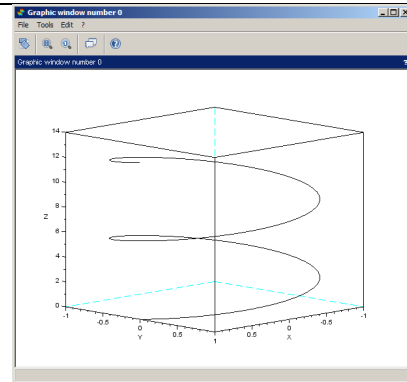 Graphic window number 0
File Tools Edit ?
Graphic window number 0 ?
14
12
10
8
Z
6
4
2
0
-1 -1
-0.5 -0.5
0 0
Y X
0.5 0.5
1